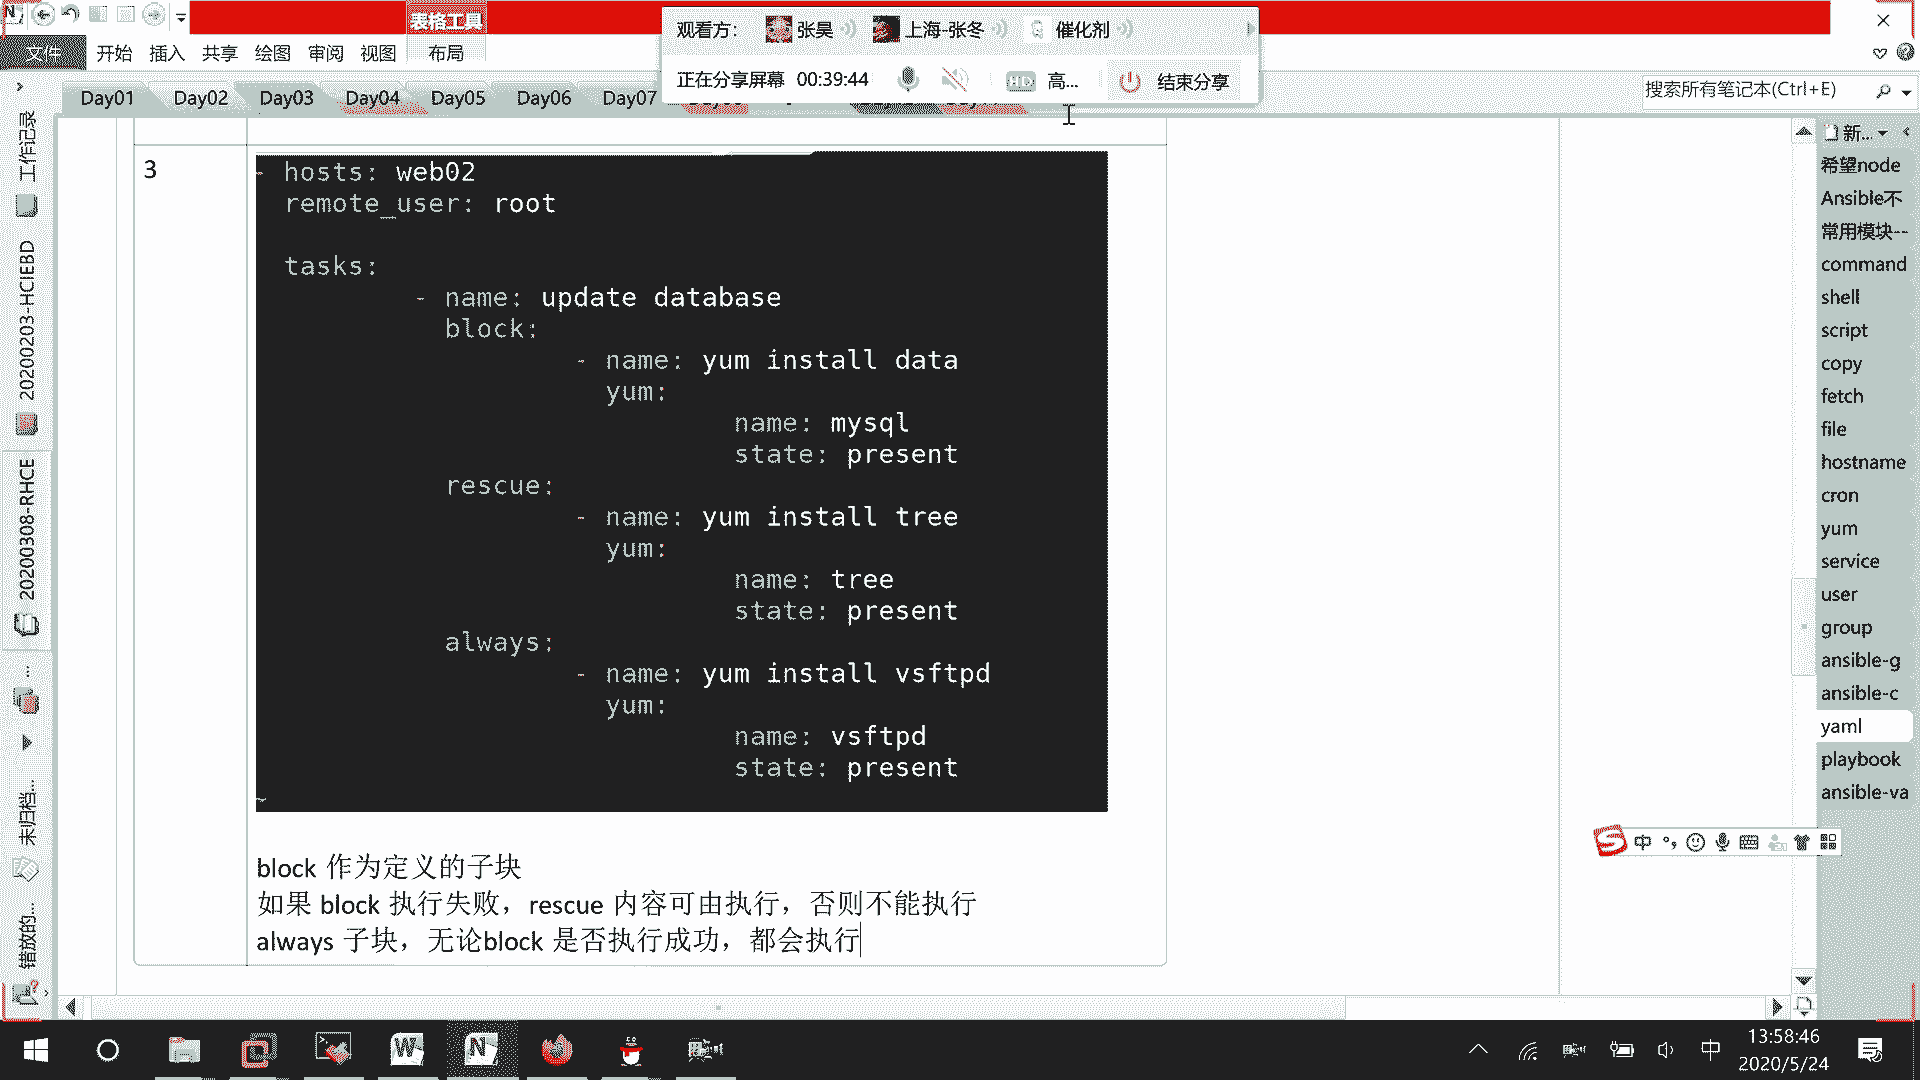 表格工具
文件 开始 插入 共享 绘图 审阅 视图 布局
观看方： 张昊 上海-张冬 催化剂
正在分享屏幕 00:39:44 高... 结束分享
Day01 Day02 Day03 Day04 Day05 Day06 Day07
搜索所有笔记本(Ctrl+E)
工作记录
20200203-HCIEBD
20200308-RHCE
...
未归档...
错放的...
3
- hosts: web02
remote_user: root
tasks:
- name: update database
block:
- name: yum install data
yum:
name: mysql
state: present
rescue:
- name: yum install tree
yum:
name: tree
state: present
always:
- name: yum install vsftpd
yum:
name: vsftpd
state: present
~
block 作为定义的子块
如果 block 执行失败，rescue 内容可由执行，否则不能执行
always 子块，无论block 是否执行成功，都会执行
新...
希望node
Ansible不
常用模块--
command
shell
script
copy
fetch
file
hostname
cron
yum
service
user
group
ansible-g
ansible-c
yaml
playbook
ansible-va
中
中
13:58:46
2020/5/24